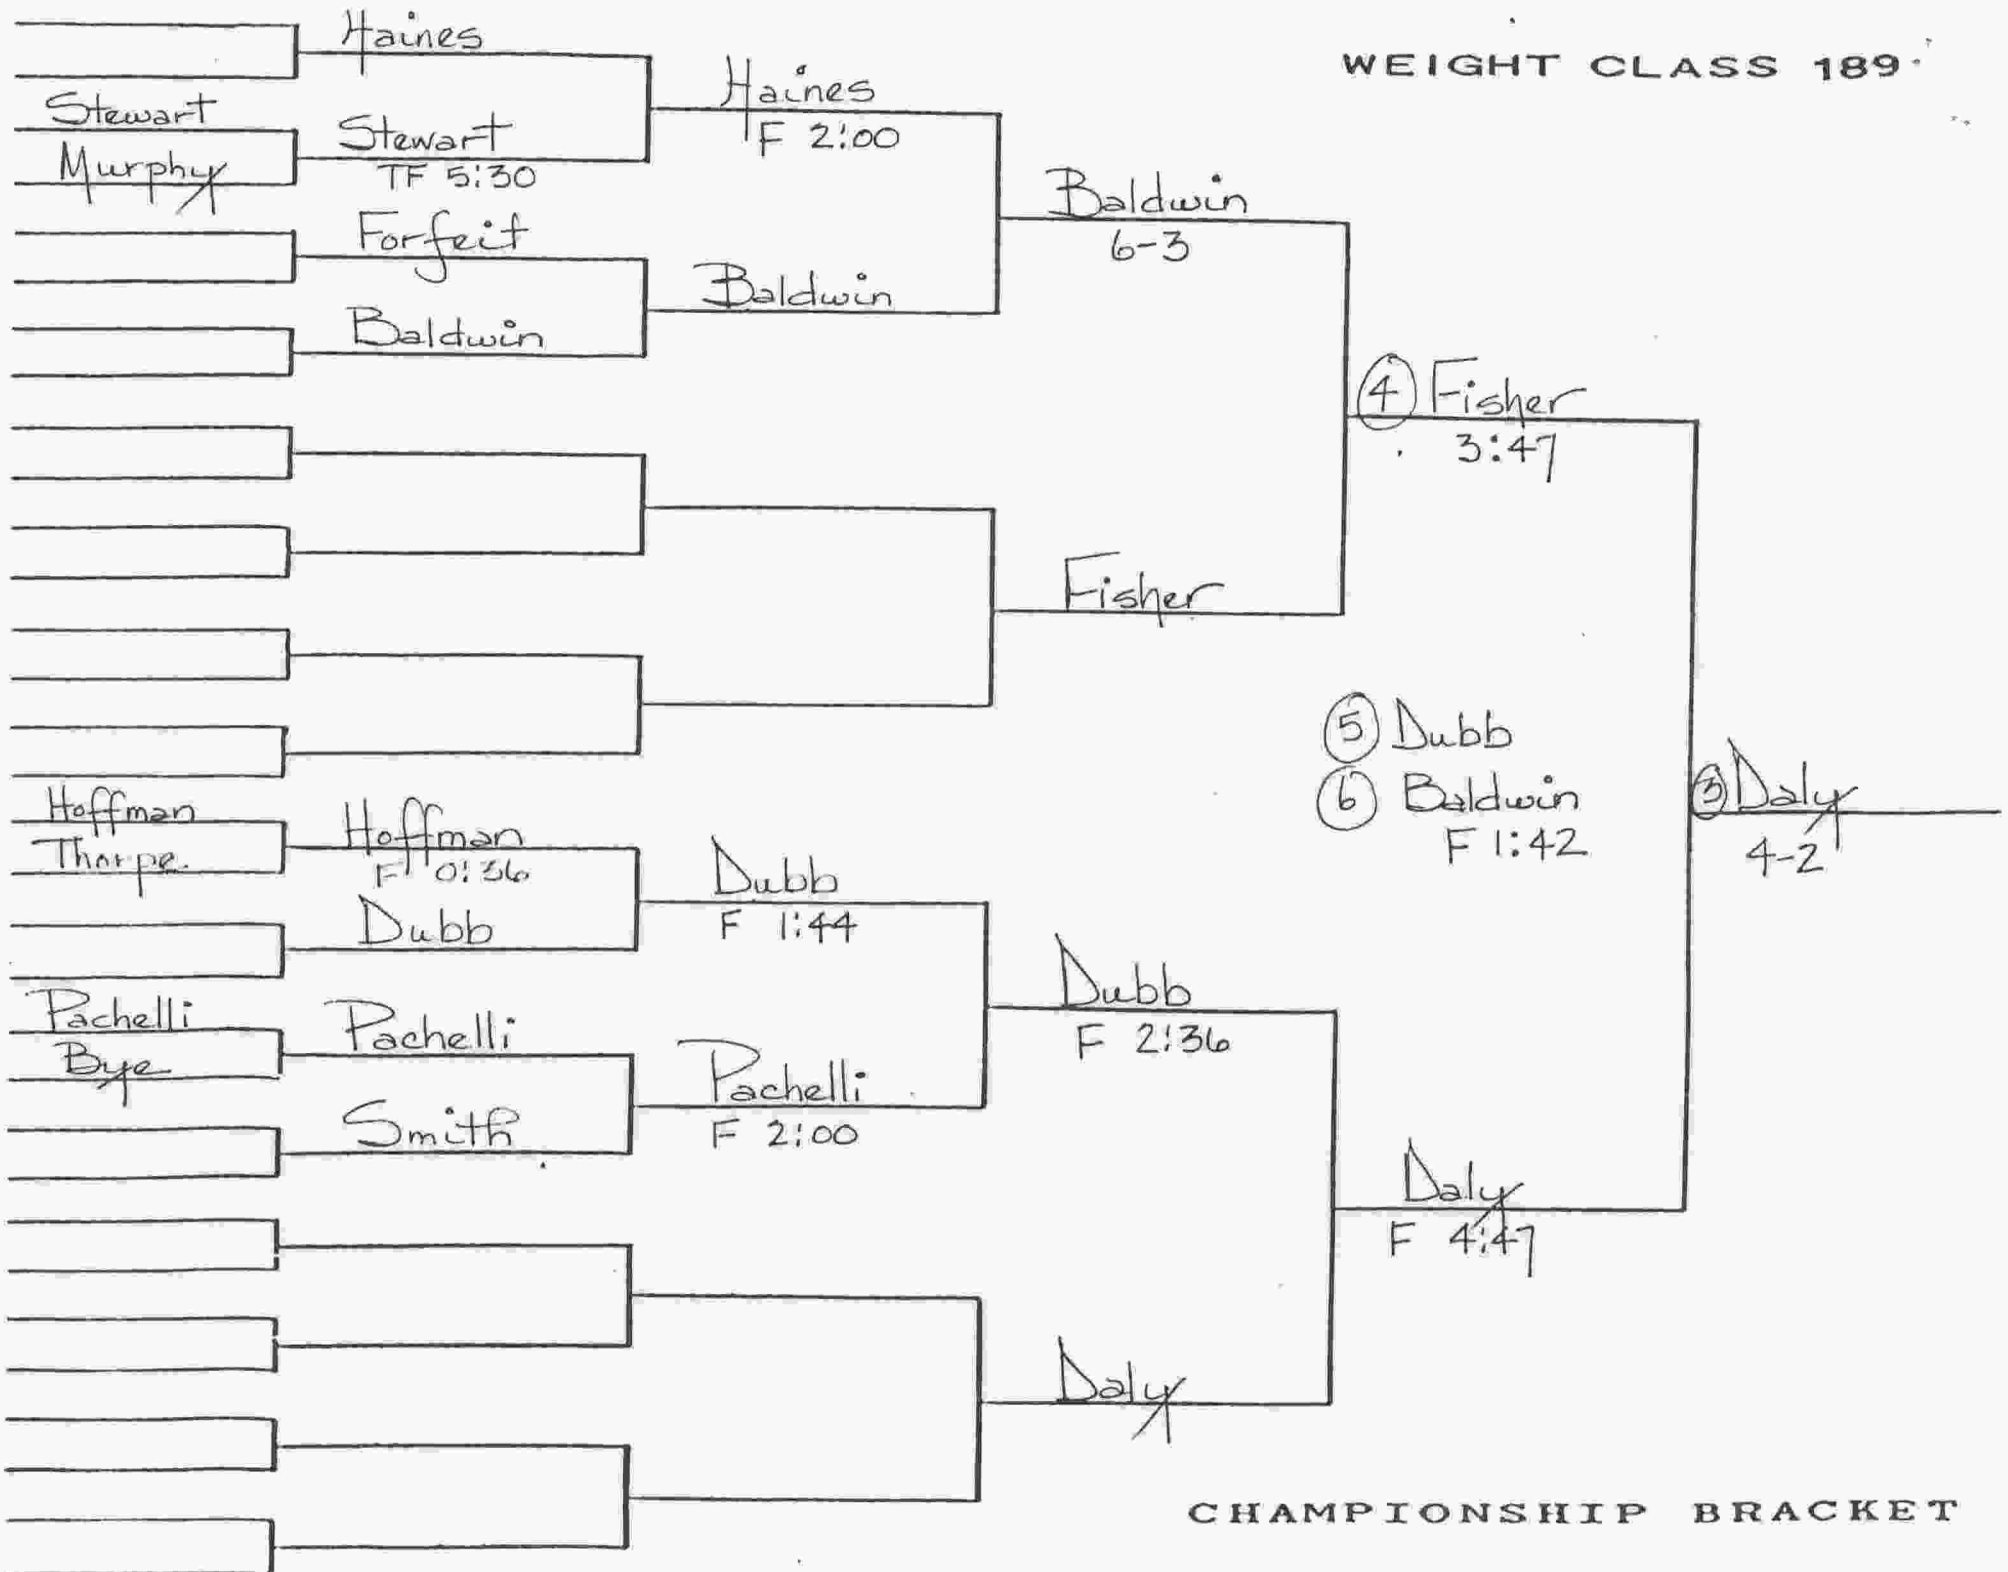 WEIGHT CLASS 189
Haines
Stewart
Murphy
Stewart
TF 5:30
Haines
F 2:00
Forfeit
Baldwin
Baldwin
Baldwin
6-3
Fisher
4 Fisher
3:47
5 Dubb
6 Baldwin
F 1:42
3 Daly
4-2
Hoffman
Thorpe
Hoffman
F 0:36
Dubb
Dubb
F 1:44
Pachelli
Bye
Pachelli
Smith
Pachelli
F 2:00
Dubb
F 2:36
Daly
Daly
F 4:47
CHAMPIONSHIP BRACKET